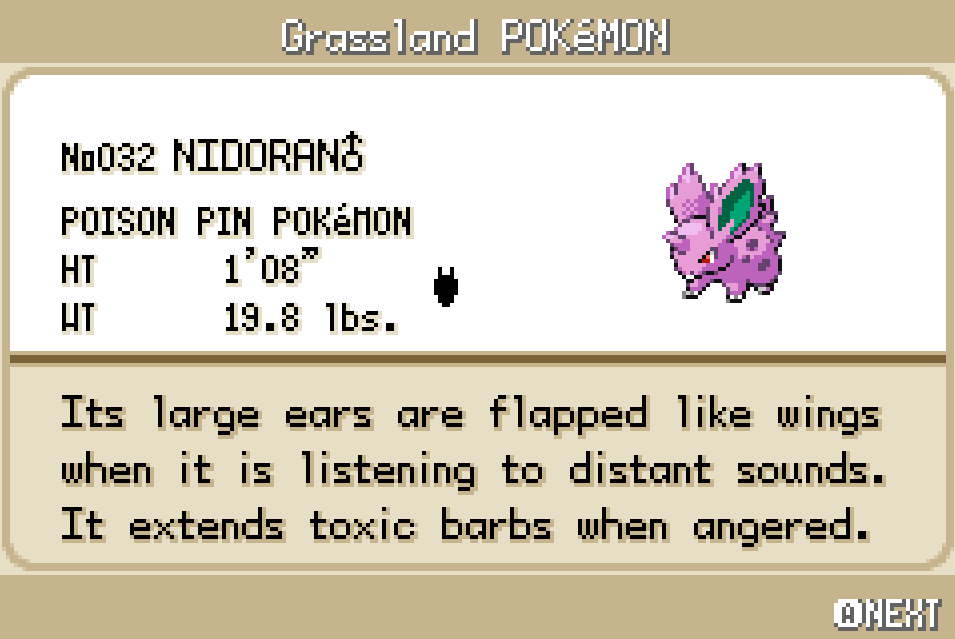 Grassland POKéMON
No032 NIDORAN♂
POISON PIN POKéMON
HT 1'08"
WT 19.8 lbs.
Its large ears are flapped like wings
when it is listening to distant sounds.
It extends toxic barbs when angered.
ⒶNEXT